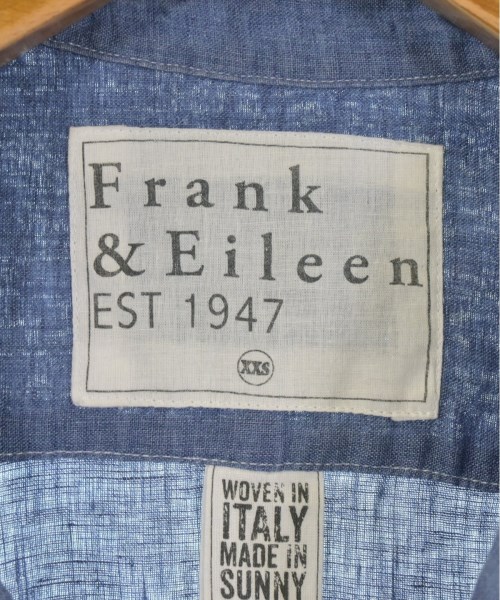 Frank
& Eileen
EST 1947
XXS
WOVEN IN
ITALY
MADE IN
SUNNY